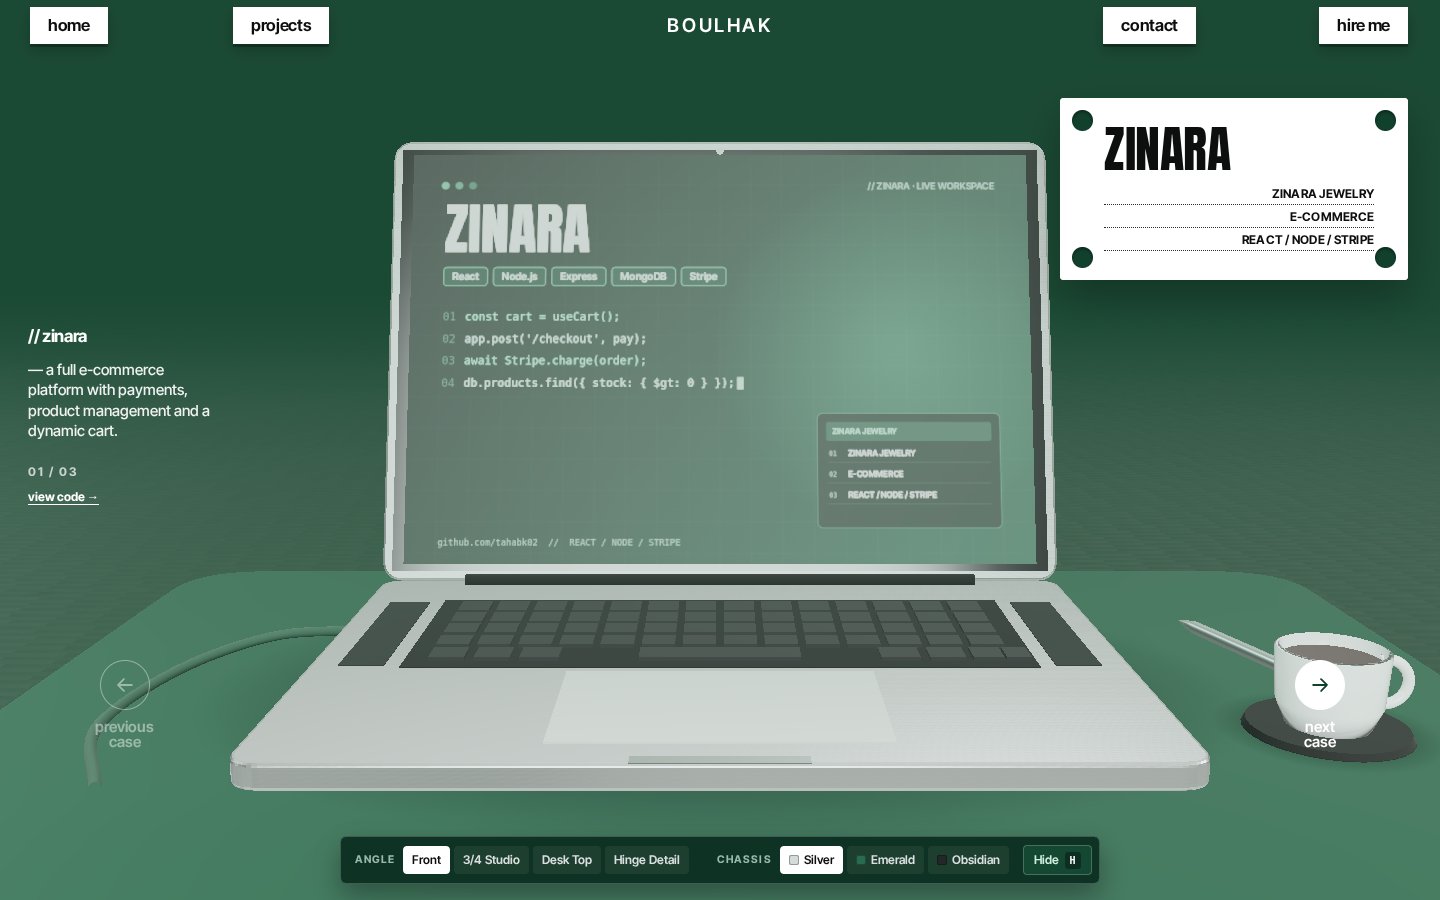 home
projects
BOULHAK
contact
hire me
ZINARA
ZINARA JEWELRY
E-COMMERCE
REACT / NODE / STRIPE
// ZINARA · LIVE WORKSPACE
ZINARA
React
Node.js
Express
MongoDB
Stripe
01 const cart = useCart();
02 app.post('/checkout', pay);
03 await Stripe.charge(order);
04 db.products.find({ stock: { $gt: 0 } });
ZINARA JEWELRY
01 ZINARA JEWELRY
02 E-COMMERCE
03 REACT / NODE / STRIPE
github.com/tahabk02 // REACT / NODE / STRIPE
// zinara
— a full e-commerce
platform with payments,
product management and a
dynamic cart.
01 / 03
view code →
←
previous
case
→
next
case
ANGLE
Front
3/4 Studio
Desk Top
Hinge Detail
CHASSIS
Silver
Emerald
Obsidian
Hide H